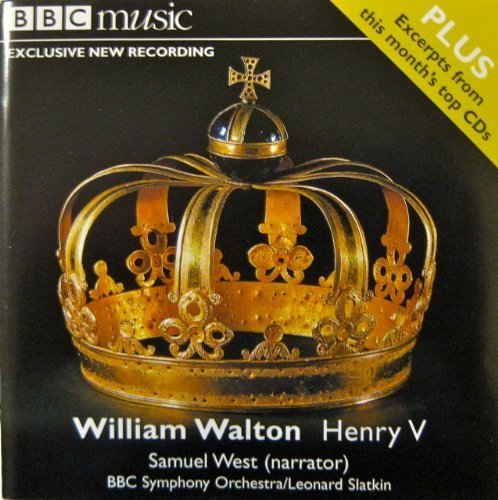 BBC music
EXCLUSIVE NEW RECORDING
PLUS
Excerpts from
this month's top CDs
William Walton Henry V
Samuel West (narrator)
BBC Symphony Orchestra/Leonard Slatkin